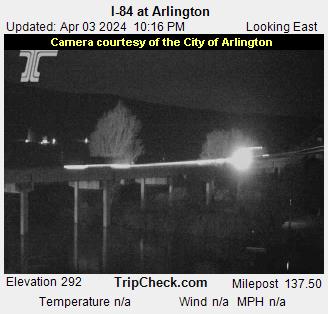 I-84 at Arlington
Updated: Apr 03 2024 10:16 PM Looking East
Camera courtesy of the City of Arlington
Elevation 292 TripCheck.com Milepost 137.50
Temperature n/a Wind n/a MPH n/a